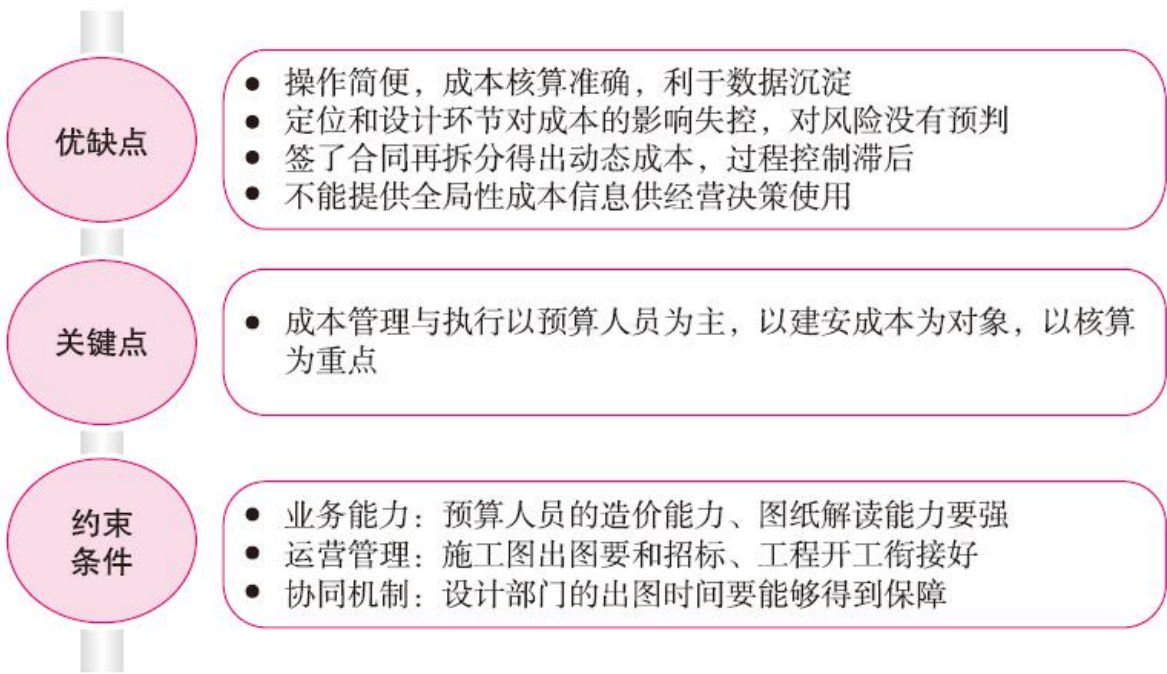 优缺点
● 操作简便，成本核算准确，利于数据沉淀
● 定位和设计环节对成本的影响失控，对风险没有预判
● 签了合同再拆分得出动态成本，过程控制滞后
● 不能提供全局性成本信息供经营决策使用
关键点
● 成本管理与执行以预算人员为主，以建安成本为对象，以核算
为重点
约束
条件
● 业务能力：预算人员的造价能力、图纸解读能力要强
● 运营管理：施工图出图要和招标、工程开工衔接好
● 协同机制：设计部门的出图时间要能够得到保障